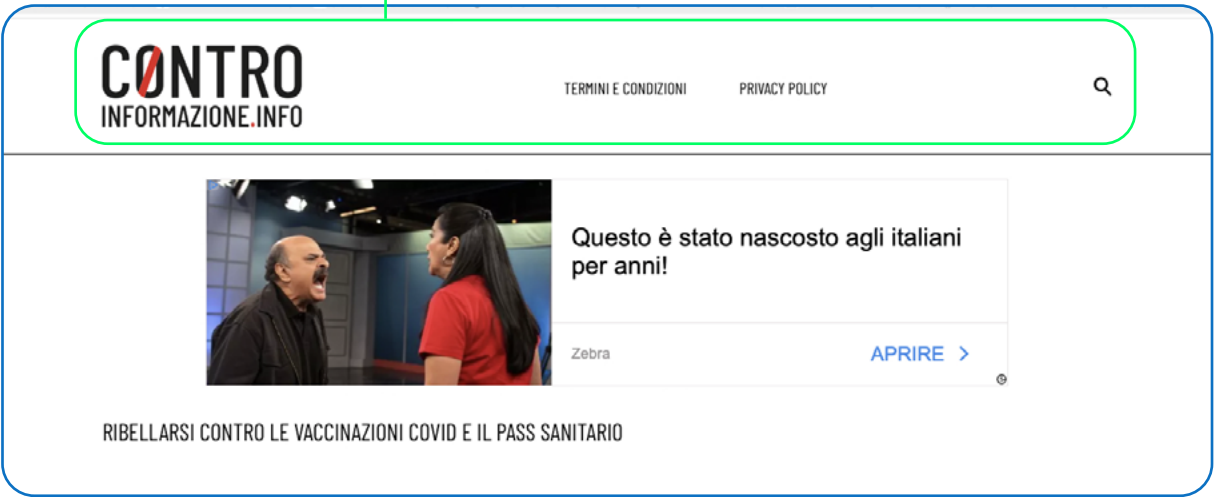 CONTRO
INFORMAZIONE.INFO
TERMINI E CONDIZIONI
PRIVACY POLICY
Questo è stato nascosto agli italiani
per anni!
Zebra
APRIRE >
RIBELLARSI CONTRO LE VACCINAZIONI COVID E IL PASS SANITARIO